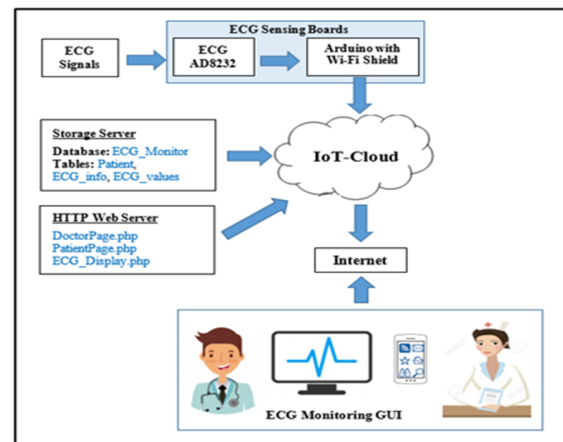 ECG Sensing Boards
ECG
Signals
ECG
AD8232
Arduino with
Wi-Fi Shield
Storage Server
Database: ECG_Monitor
Tables: Patient,
ECG_info, ECG_values
IoT-Cloud
HTTP Web Server
DoctorPage.php
PatientPage.php
ECG_Display.php
Internet
ECG Monitoring GUI